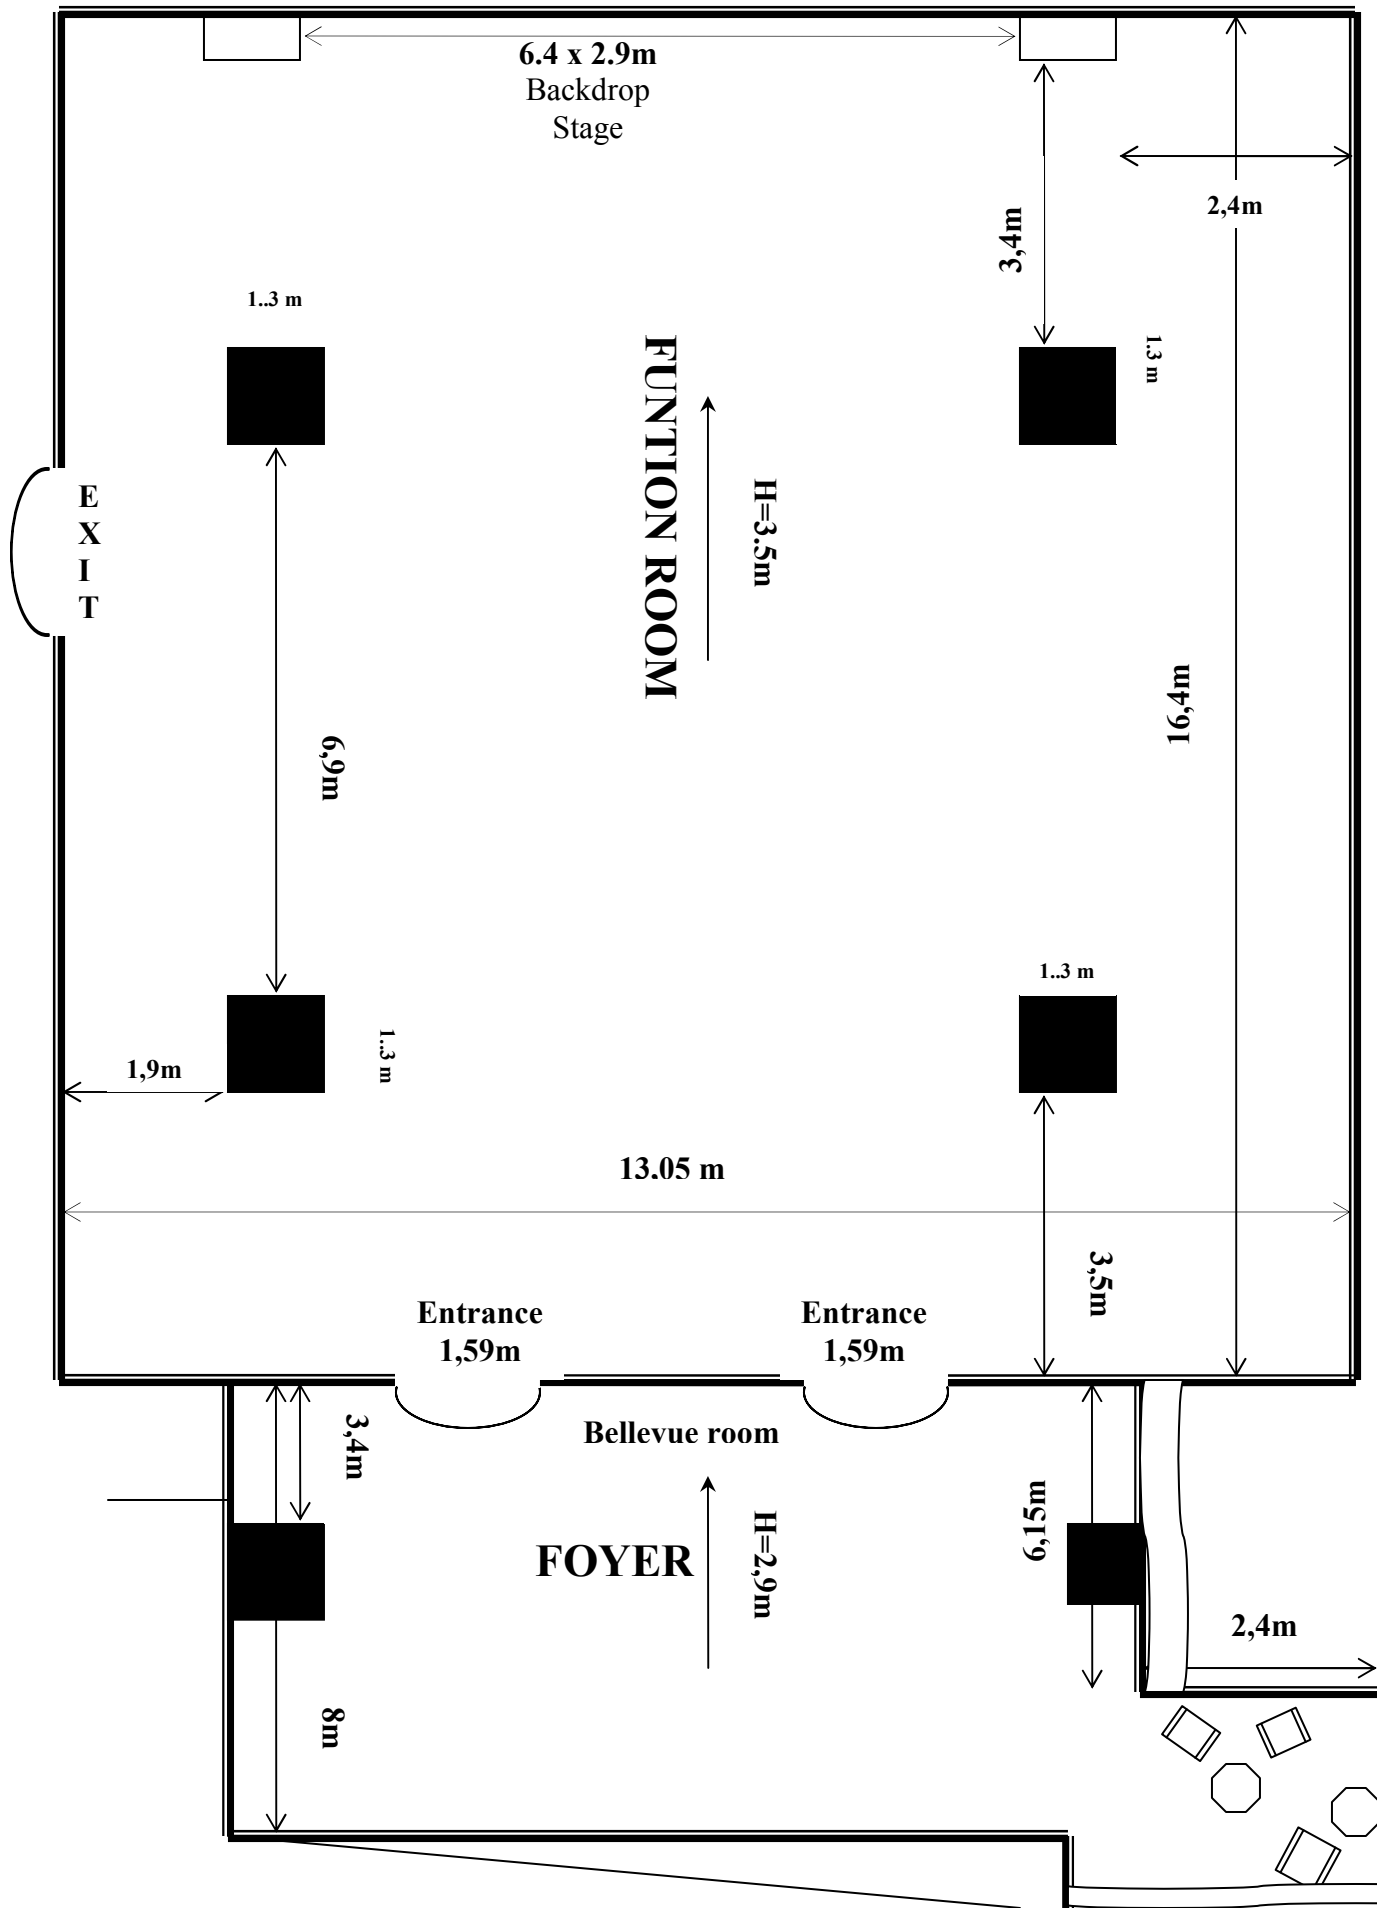 6.4 x 2.9m
Backdrop
Stage
2,4m
3,4m
1..3 m
1.3 m
FUNTION ROOM
H=3.5m
E
X
I
T
16,4m
6,9m
1..3 m
1..3 m
1,9m
13,05 m
3,5m
Entrance
1,59m
Entrance
1,59m
3,4m
Bellevue room
6,15m
FOYER
H=2,9m
2,4m
8m